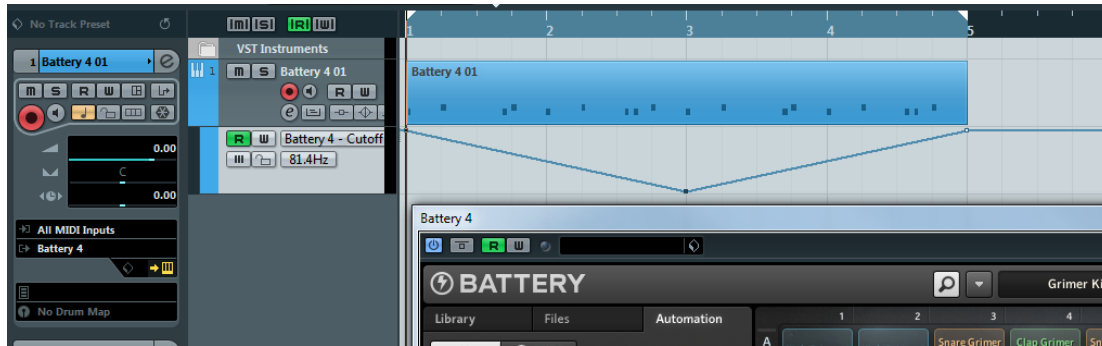 No Track Preset
M S R W
1 2 3 4 5
1 Battery 4 01 e
VST Instruments
M S R W
1 M S Battery 4 01
Battery 4 01
R W
e
R W Battery 4 - Cutoff
81.4Hz
0.00
C
0.00
All MIDI Inputs
Battery 4
No Drum Map
Battery 4
R W
BATTERY
Grimer Ki
Library Files Automation
1 2 3 4
A
Snare Grimer Clap Grimer Sn